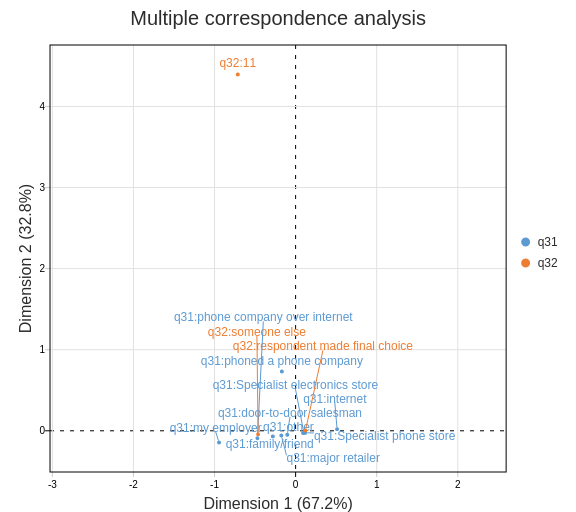 Multiple correspondence analysis
q32:11
4
3
2
1
0
Dimension 2 (32.8%)
q31:phone company over internet
q32:someone else
q32:respondent made final choice
q31:phoned a phone company
q31:Specialist electronics store
q31:internet
q31:door-to-door salesman
q31:my employer
q31:other
q31:Specialist phone store
q31:family/friend
q31:major retailer
q31
q32
-3
-2
-1
0
1
2
Dimension 1 (67.2%)